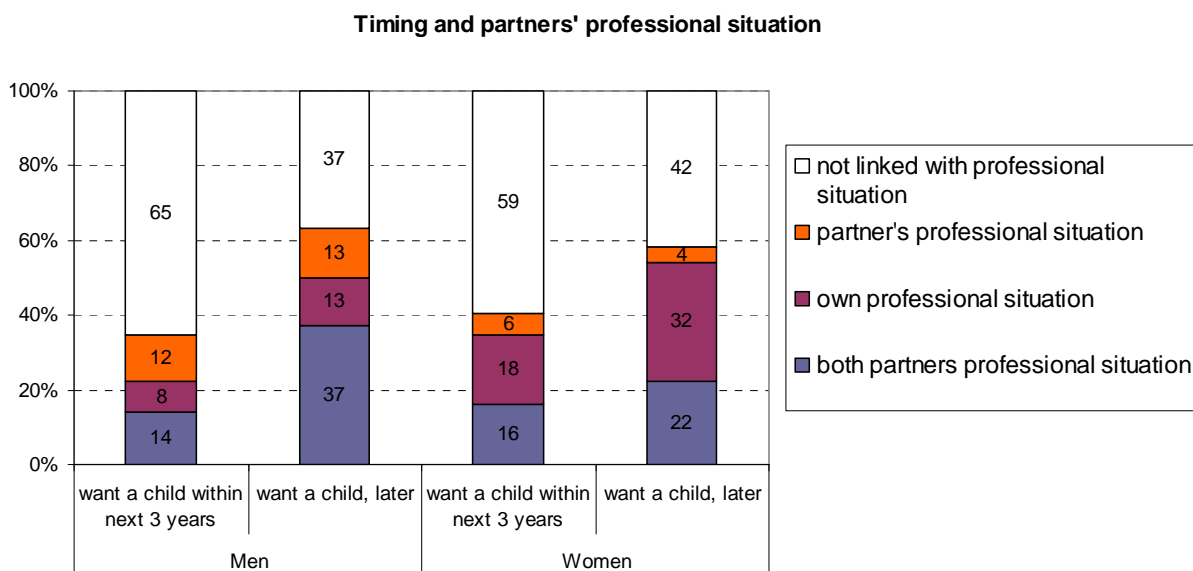 Timing and partners' professional situation
100%
80%
60%
40%
20%
0%
65
12
8
14
37
13
13
37
59
6
18
16
42
4
32
22
want a child within
next 3 years
want a child, later
want a child within
next 3 years
want a child, later
Men
Women
not linked with professional
situation
partner's professional situation
own professional situation
both partners professional situation